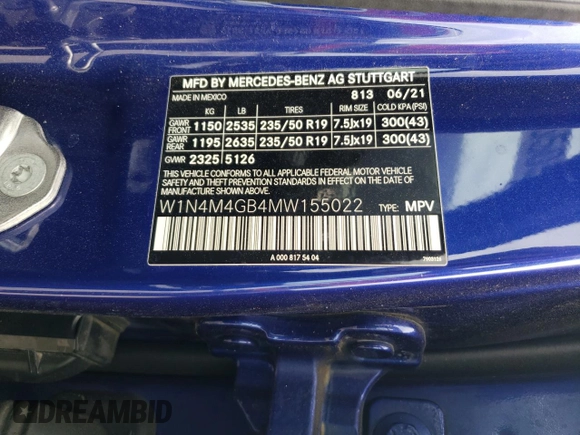 MFD BY MERCEDES-BENZ AG STUTTGART
MADE IN MEXICO 813 06/21
KG LB TIRES RIM SIZE COLD KPA(PSI)
GAWR FRONT 1150 2535 235/50 R19 7.5Jx19 300(43)
GAWR REAR 1195 2635 235/50 R19 7.5Jx19 300(43)
GVWR 2325 5126
THIS VEHICLE CONFORMS TO ALL APPLICABLE FEDERAL MOTOR VEHICLE
SAFETY AND THEFT PREVENTION STANDARDS IN EFFECT ON THE DATE
OF MANUFACTURE SHOWN ABOVE.
W1N4M4GB4MW155022 TYPE: MPV
A 000 817 54 04
DREAMBID